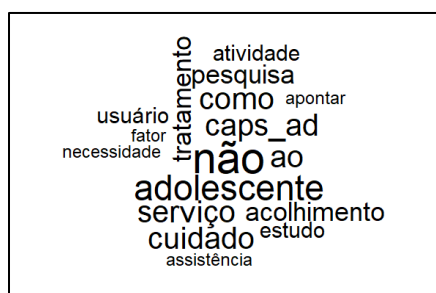 atividade
pesquisa
tratamento
como
apontar
usuário
caps_ad
fator
necessidade
não
ao
adolescente
serviço
acolhimento
cuidado
estudo
assistência